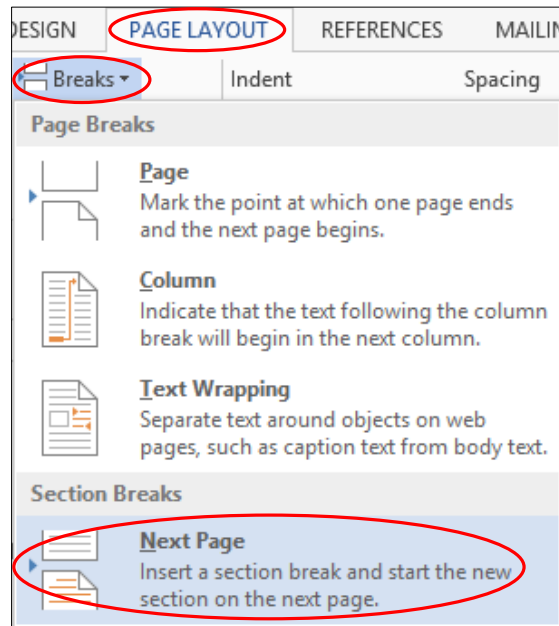 DESIGN PAGE LAYOUT REFERENCES MAILIN
Breaks Indent Spacing
Page Breaks
Page
Mark the point at which one page ends
and the next page begins.
Column
Indicate that the text following the column
break will begin in the next column.
Text Wrapping
Separate text around objects on web
pages, such as caption text from body text.
Section Breaks
Next Page
Insert a section break and start the new
section on the next page.